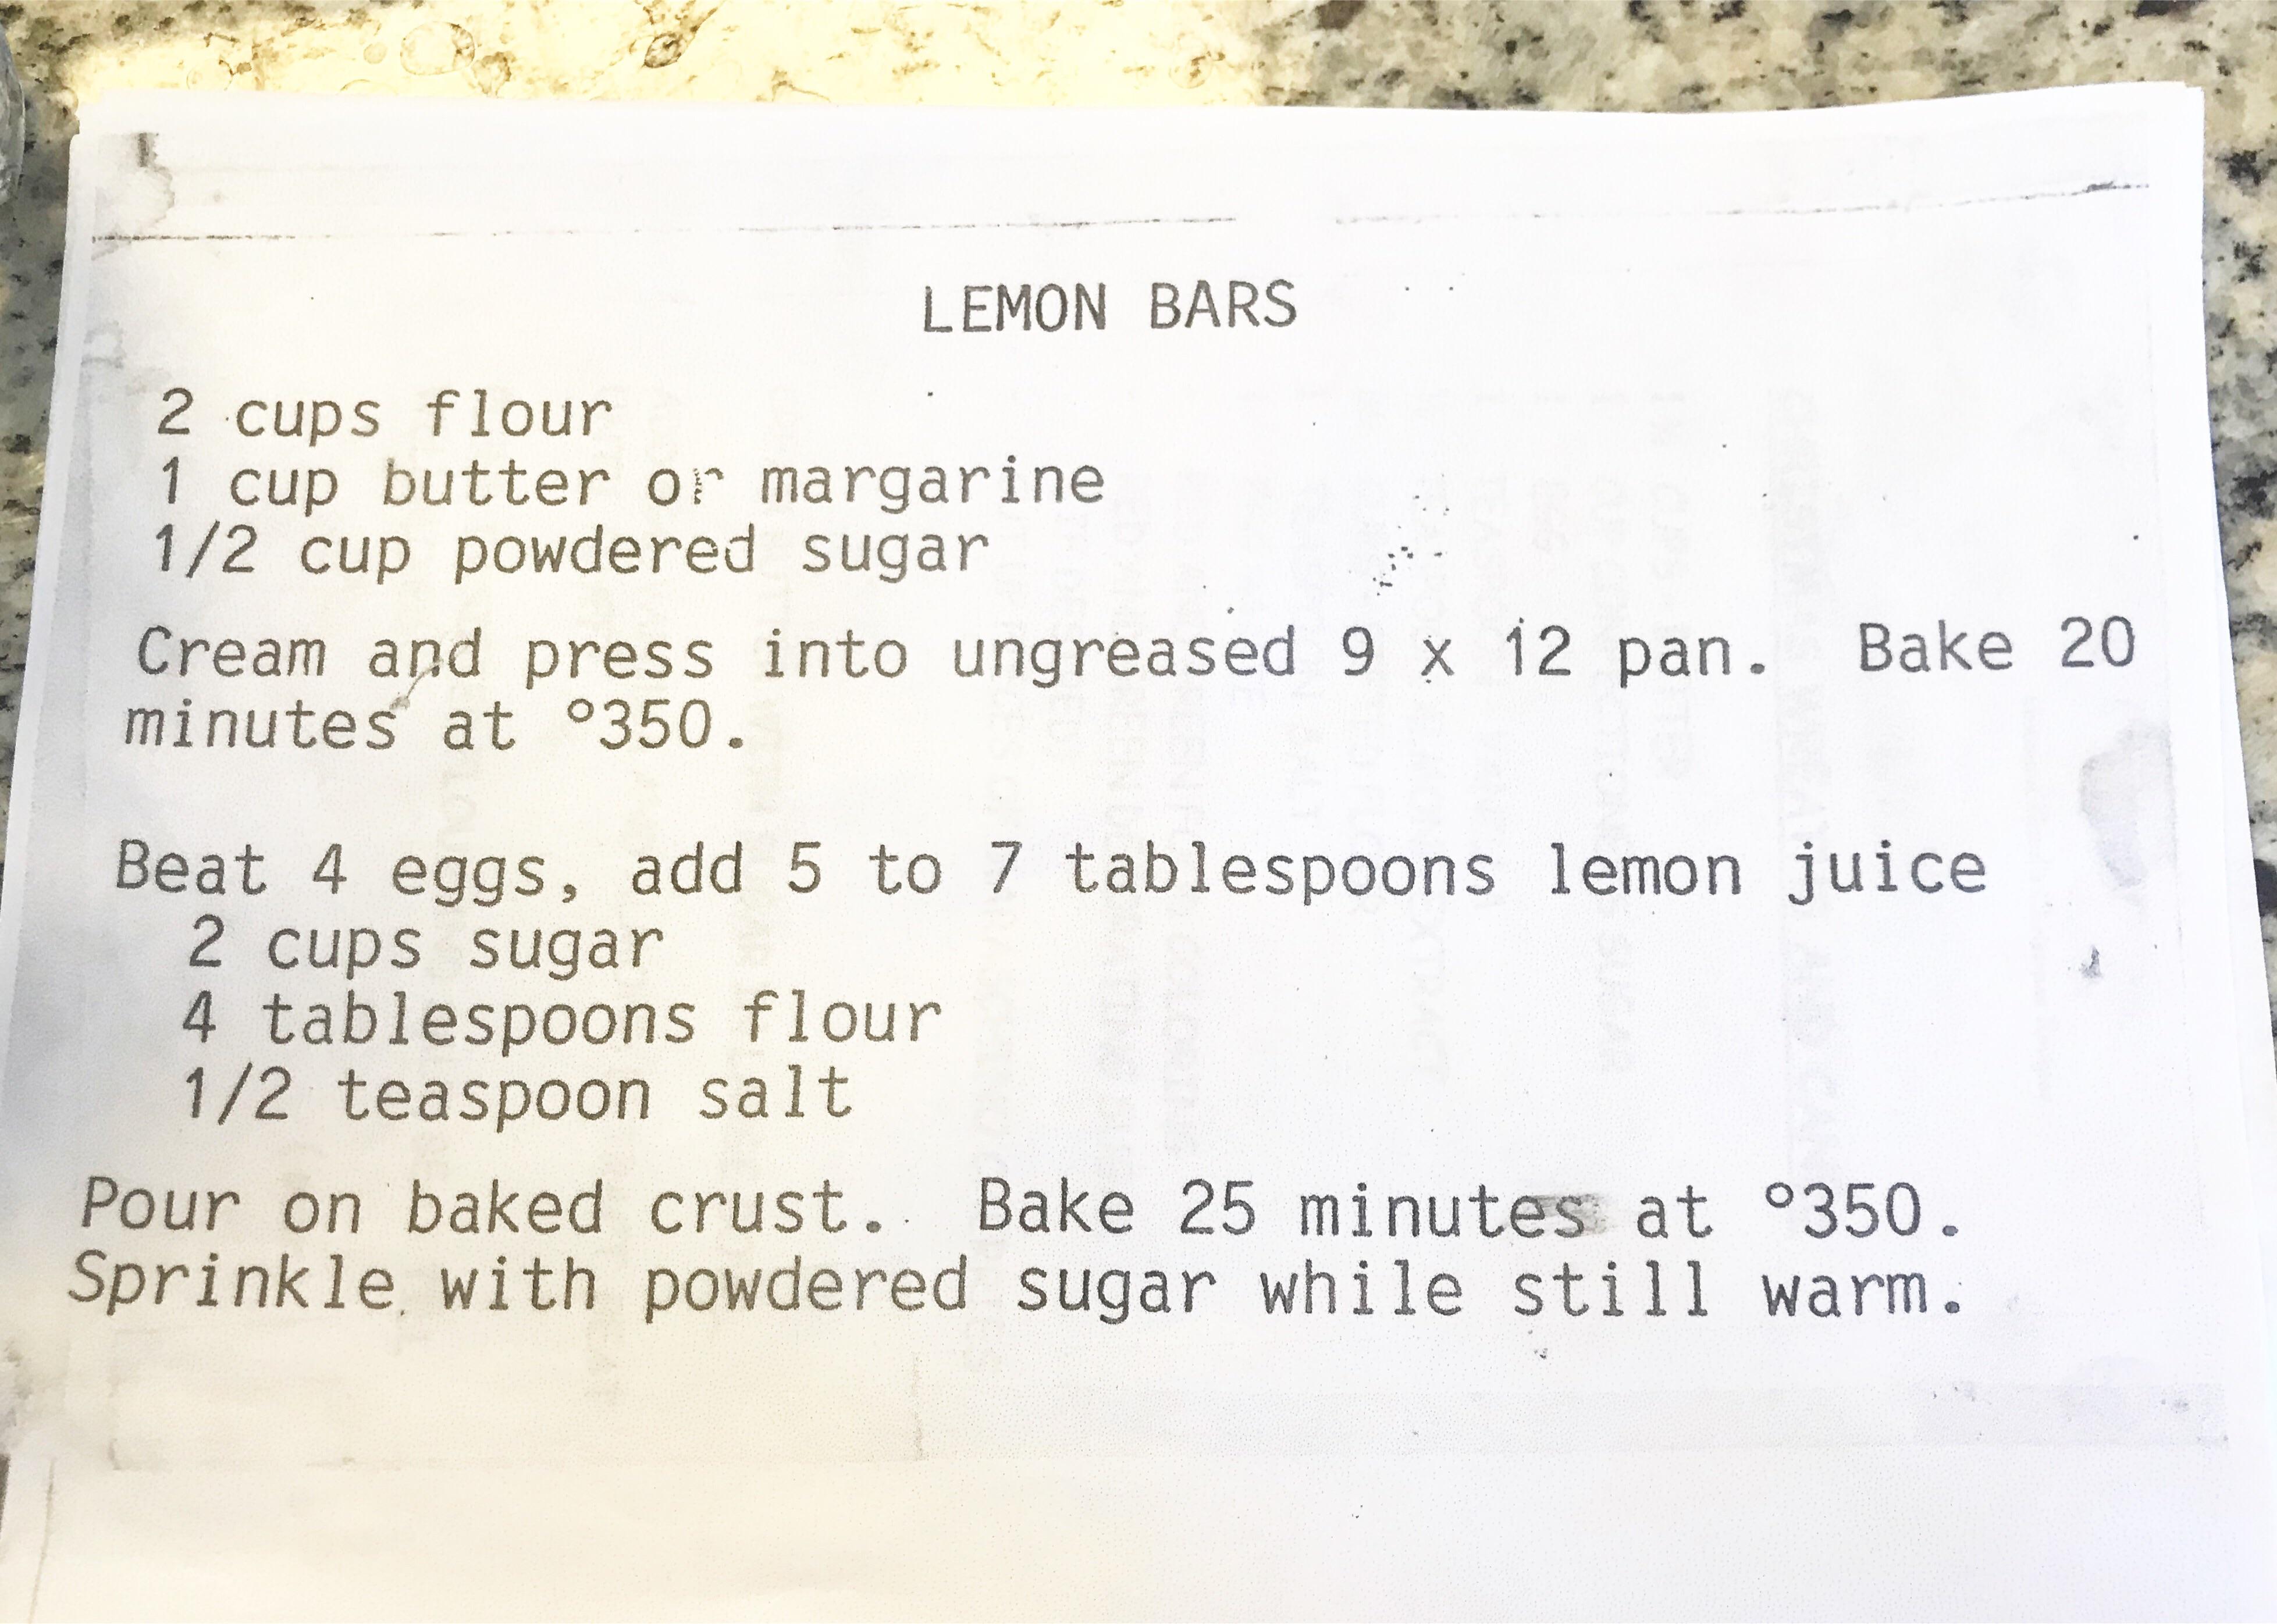 LEMON BARS
2 cups flour
1 cup butter or margarine
1/2 cup powdered sugar
Cream and press into ungreased 9 x 12 pan. Bake 20
minutes at °350.
Beat 4 eggs, add 5 to 7 tablespoons lemon juice
2 cups sugar
4 tablespoons flour
1/2 teaspoon salt
Pour on baked crust. Bake 25 minutes at °350.
Sprinkle with powdered sugar while still warm.